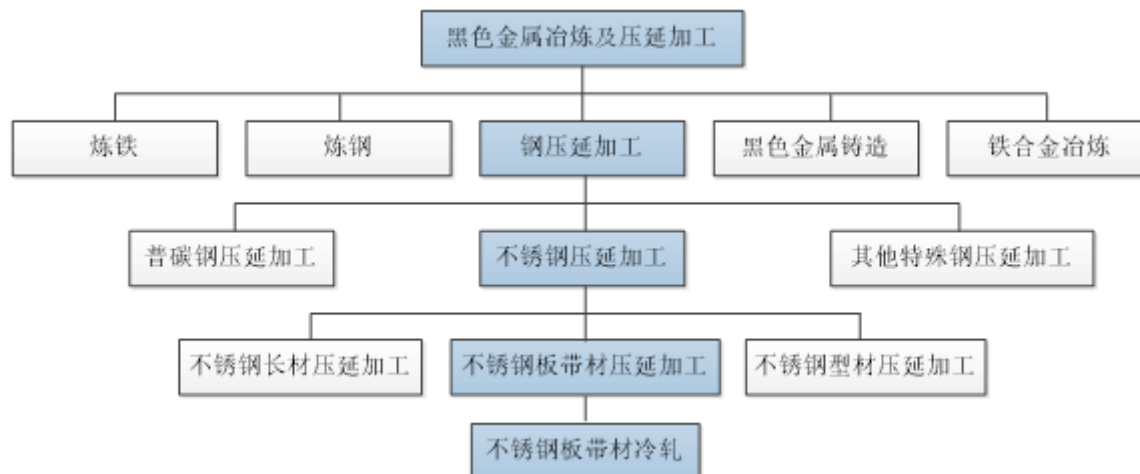 黑色金属冶炼及压延加工
炼铁
炼钢
钢压延加工
黑色金属铸造
铁合金冶炼
普碳钢压延加工
不锈钢压延加工
其他特殊钢压延加工
不锈钢长材压延加工
不锈钢板带材压延加工
不锈钢型材压延加工
不锈钢板带材冷轧